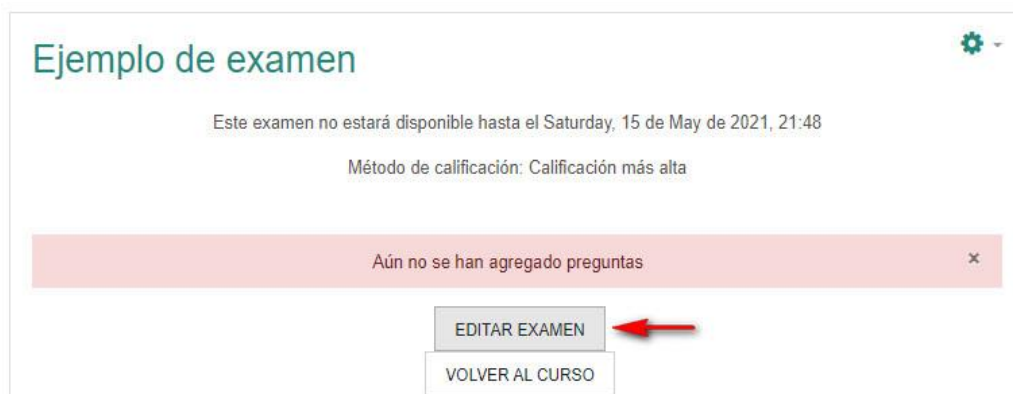 Ejemplo de examen
Este examen no estará disponible hasta el Saturday, 15 de May de 2021, 21:48
Método de calificación: Calificación más alta
Aún no se han agregado preguntas
EDITAR EXAMEN
VOLVER AL CURSO